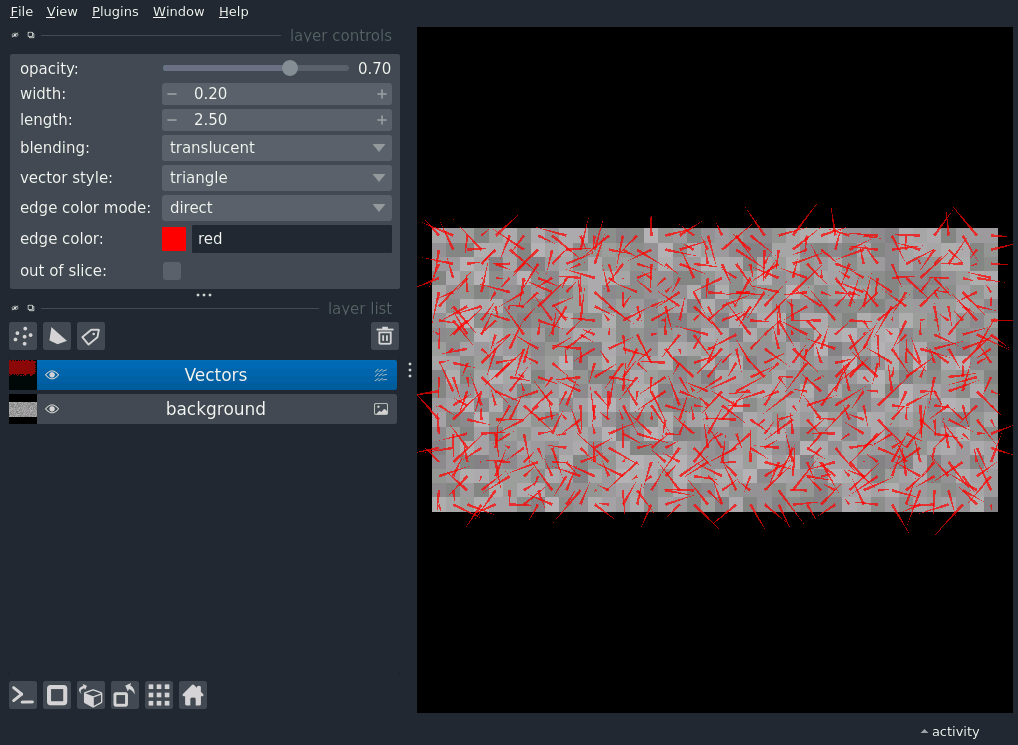 File View Plugins Window Help
layer controls
opacity: 0.70
width: − 0.20 +
length: − 2.50 +
blending: translucent
vector style: triangle
edge color mode: direct
edge color: red
out of slice:
layer list
Vectors
background
activity